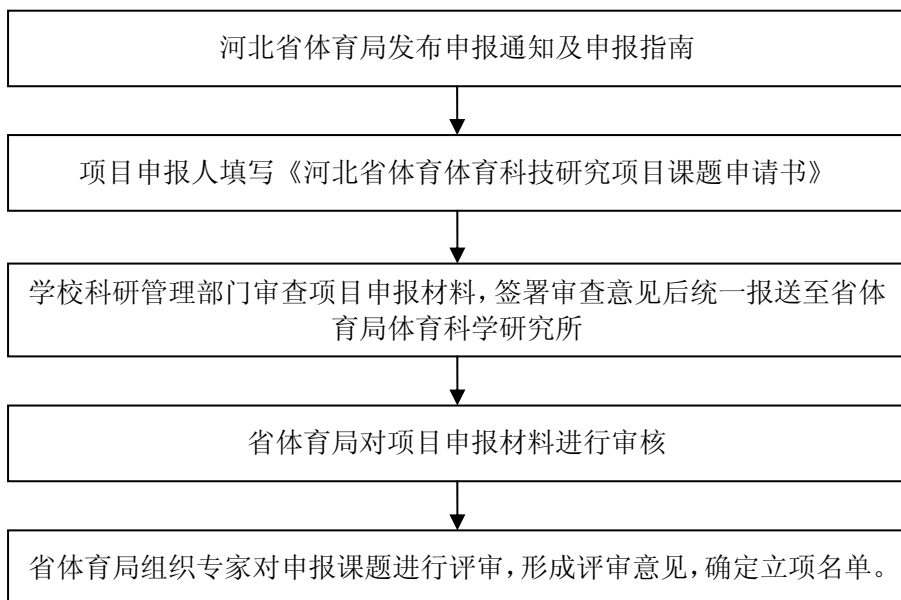 河北省体育局发布申报通知及申报指南
项目申报人填写《河北省体育体育科技研究项目课题申请书》
学校科研管理部门审查项目申报材料,签署审查意见后统一报送至省体
育局体育科学研究所
省体育局对项目申报材料进行审核
省体育局组织专家对申报课题进行评审,形成评审意见,确定立项名单。